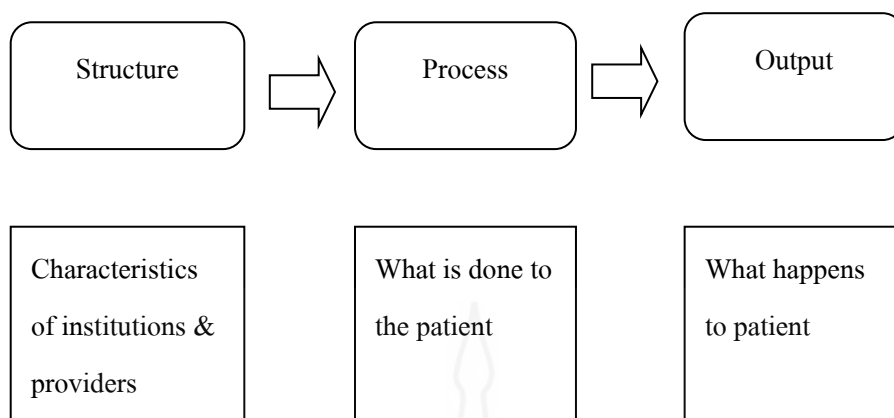 Structure
Process
Output
Characteristics
of institutions &
providers
What is done to
the patient
What happens
to patient